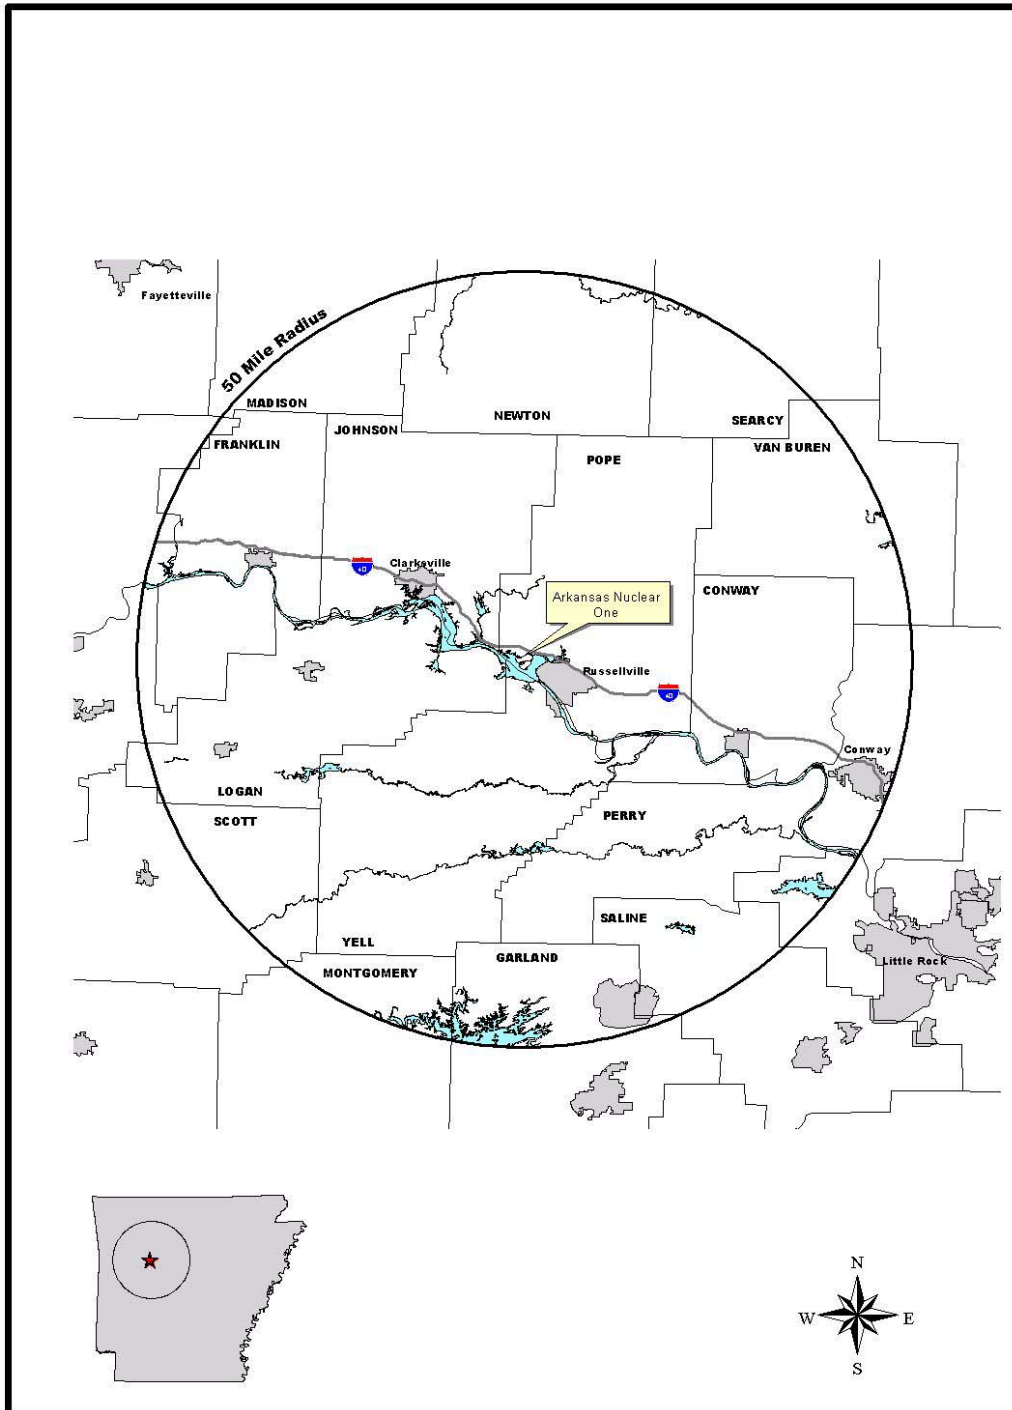 Fayetteville
50 Mile Radius
MADISON
NEWTON
SEARCY
JOHNSON
FRANKLIN
VAN BUREN
POPE
Clarksville
40
Arkansas Nuclear
One
CONWAY
Russellville
40
Conway
LOGAN
SCOTT
PERRY
SALINE
YELL
GARLAND
MONTGOMERY
Little Rock
N
W
E
S